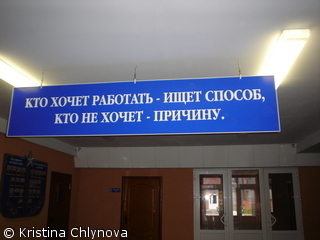 КТО ХОЧЕТ РАБОТАТЬ - ИЩЕТ СПОСОБ,
КТО НЕ ХОЧЕТ - ПРИЧИНУ.
© Kristina Chlynova